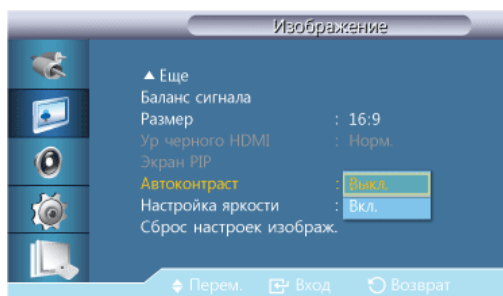 Изображение
▲ Еще
Баланс сигнала
Размер : 16:9
Ур черного HDMI : Норм.
Экран PIP
Автоконтраст : Выкл.
Настройка яркости : Вкл.
Сброс настроек изображ.
Перем. Вход Возврат